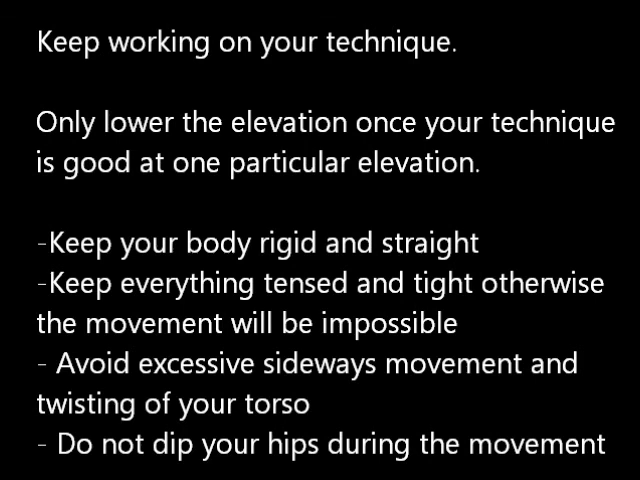 Keep working on your technique.
Only lower the elevation once your technique
is good at one particular elevation.
-Keep your body rigid and straight
-Keep everything tensed and tight otherwise
the movement will be impossible
- Avoid excessive sideways movement and
twisting of your torso
- Do not dip your hips during the movement